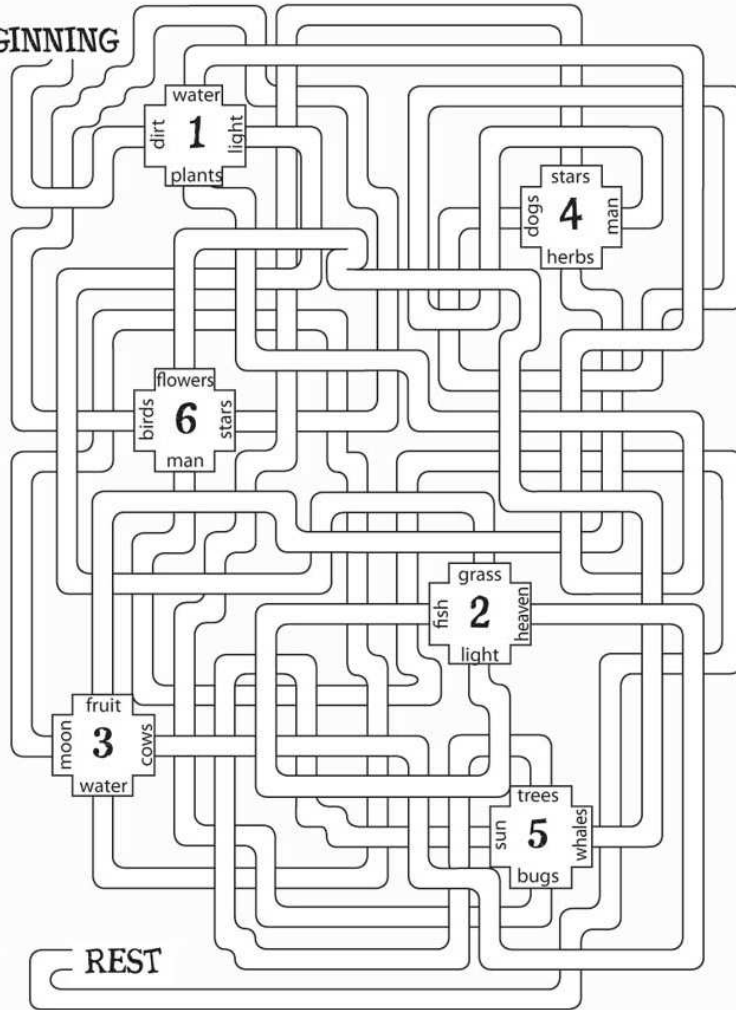 GINNING
water
dirt 1 light
plants
stars
dogs 4 man
herbs
flowers
birds 6 stars
man
grass
fish 2 heaven
light
fruit
moon 3 cows
water
trees
sun 5 whales
bugs
REST